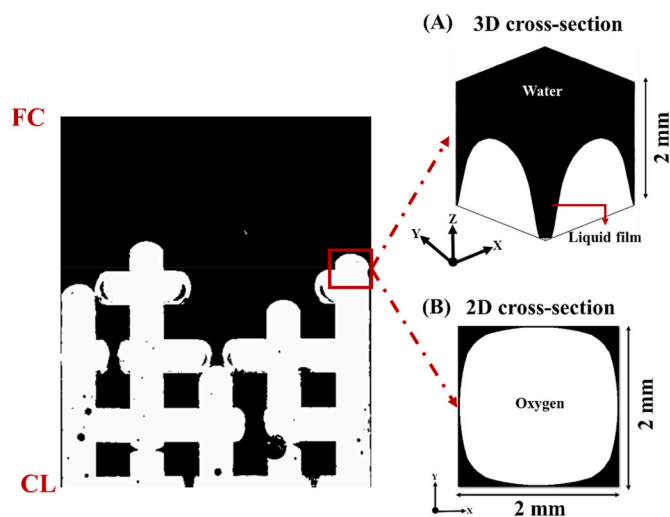 FC
CL
(A) 3D cross-section
Water
2 mm
Liquid film
Y
Z
X
(B) 2D cross-section
Oxygen
2 mm
Y
X
2 mm